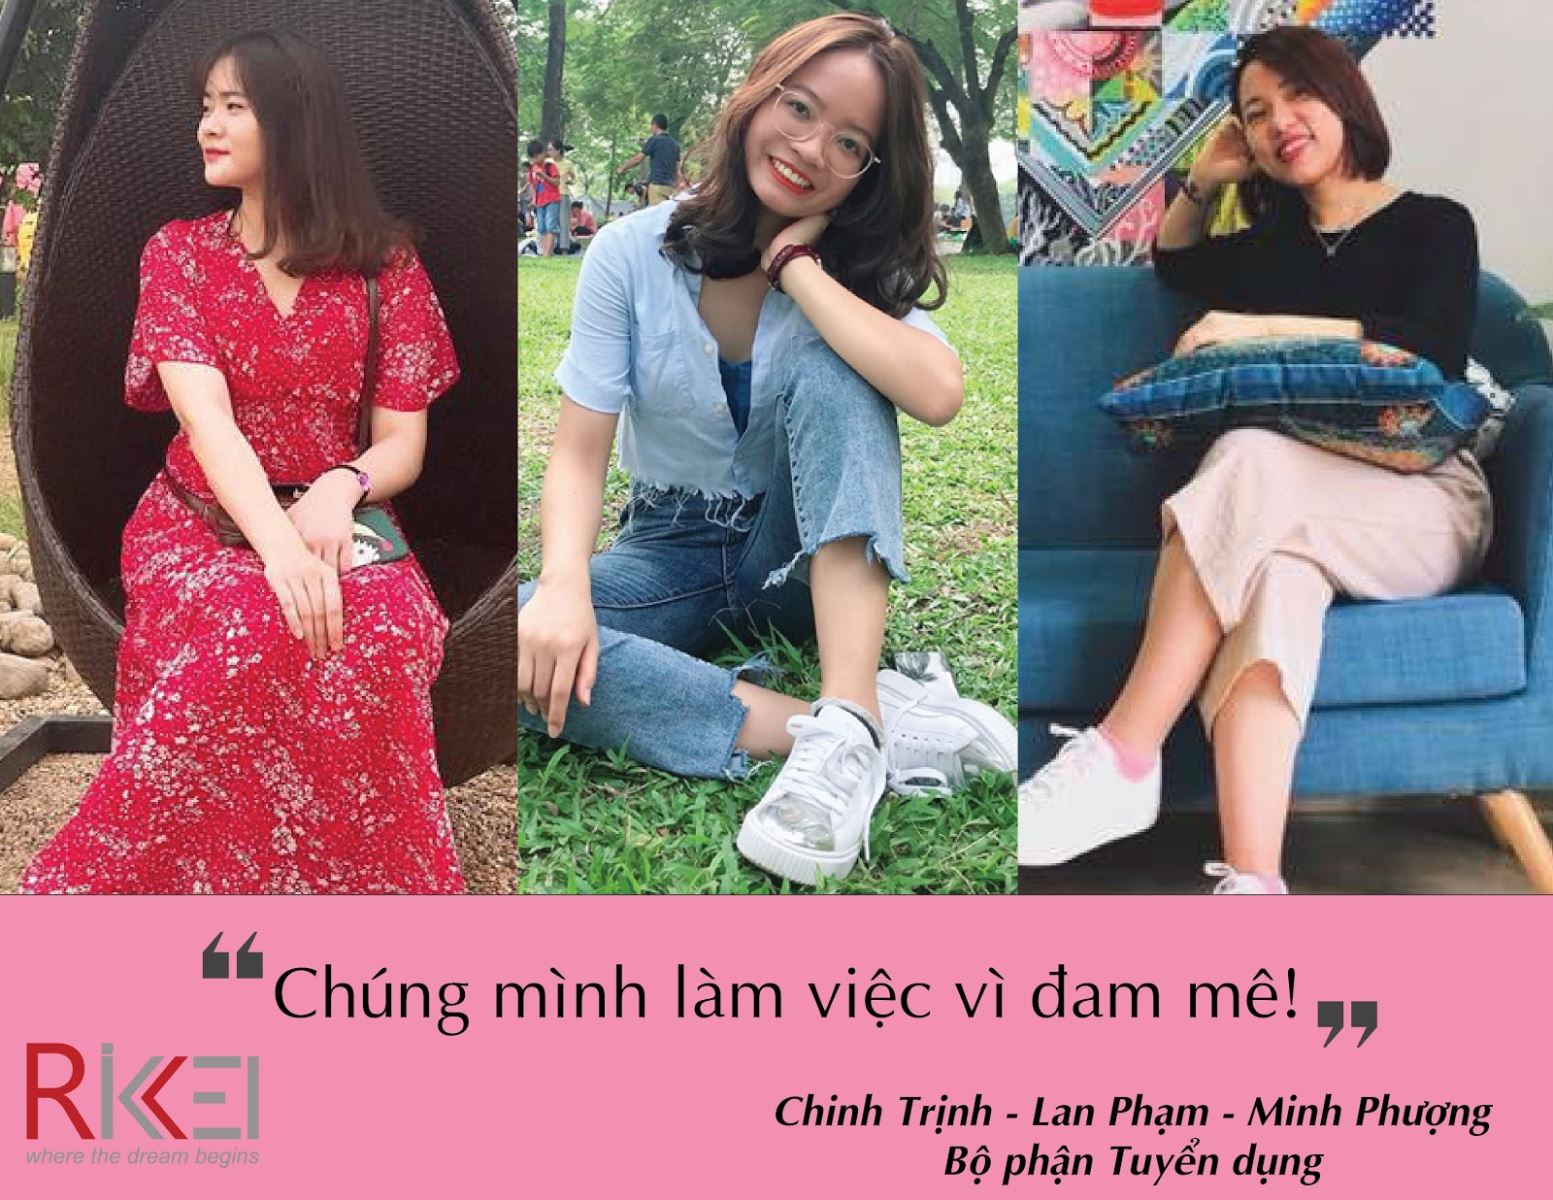 “Chúng mình làm việc vì đam mê!”
RIKKEI
where the dream begins
Chinh Trịnh - Lan Phạm - Minh Phượng
Bộ phận Tuyển dụng